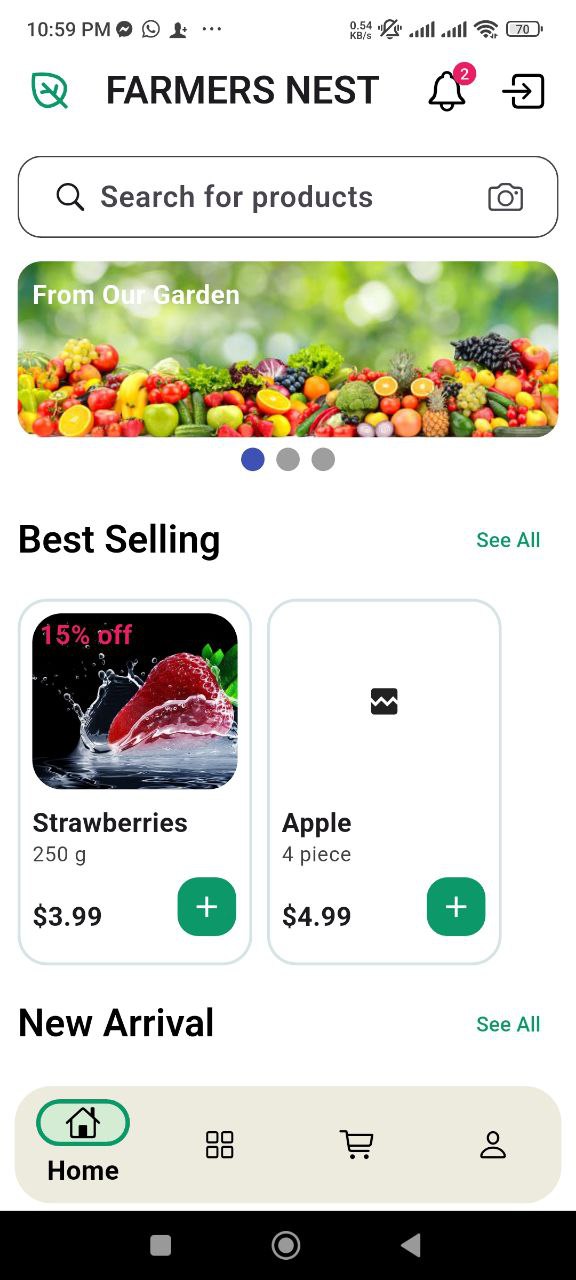 10:59 PM 0.54 KB/s 70
FARMERS NEST 2
Search for products
From Our Garden
Best Selling See All
15% off
Strawberries Apple
250 g 4 piece
$3.99 + $4.99 +
New Arrival See All
Home